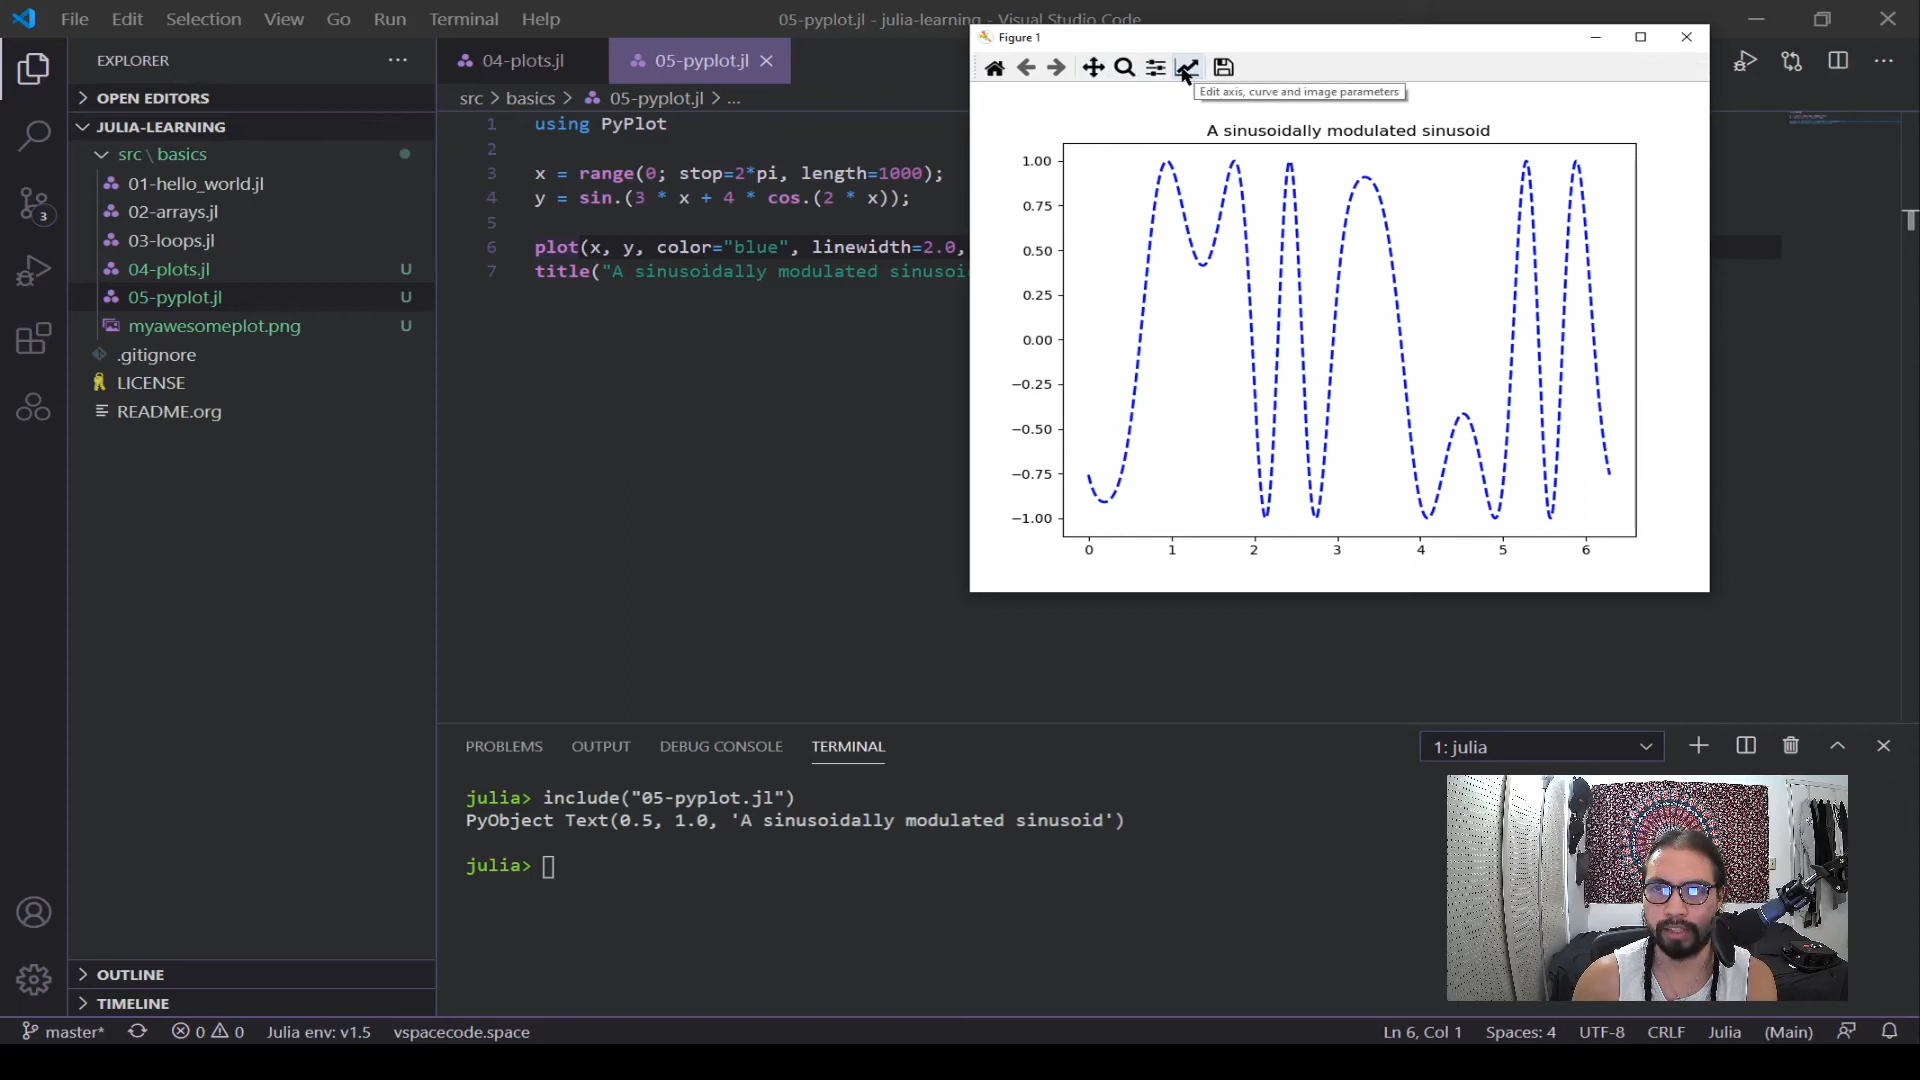 File Edit Selection View Go Run Terminal Help
05-pyplot.jl - julia-learning - Visual Studio Code
EXPLORER
OPEN EDITORS
JULIA-LEARNING
src \ basics
01-hello_world.jl
02-arrays.jl
03-loops.jl
04-plots.jl U
05-pyplot.jl U
myawesomeplot.png U
.gitignore
LICENSE
README.org
OUTLINE
TIMELINE
3
04-plots.jl 05-pyplot.jl
src > basics > 05-pyplot.jl > ...
1 using PyPlot
2
3 x = range(0; stop=2*pi, length=1000);
4 y = sin.(3 * x + 4 * cos.(2 * x));
5
6 plot(x, y, color="blue", linewidth=2.0,
7 title("A sinusoidally modulated sinusoi
Figure 1
Edit axis, curve and image parameters
A sinusoidally modulated sinusoid
1.00
0.75
0.50
0.25
0.00
−0.25
−0.50
−0.75
−1.00
0 1 2 3 4 5 6
PROBLEMS OUTPUT DEBUG CONSOLE TERMINAL
1: julia
julia> include("05-pyplot.jl")
PyObject Text(0.5, 1.0, 'A sinusoidally modulated sinusoid')
julia>
master* 0 0 Julia env: v1.5 vspacecode.space
Ln 6, Col 1 Spaces: 4 UTF-8 CRLF Julia (Main)